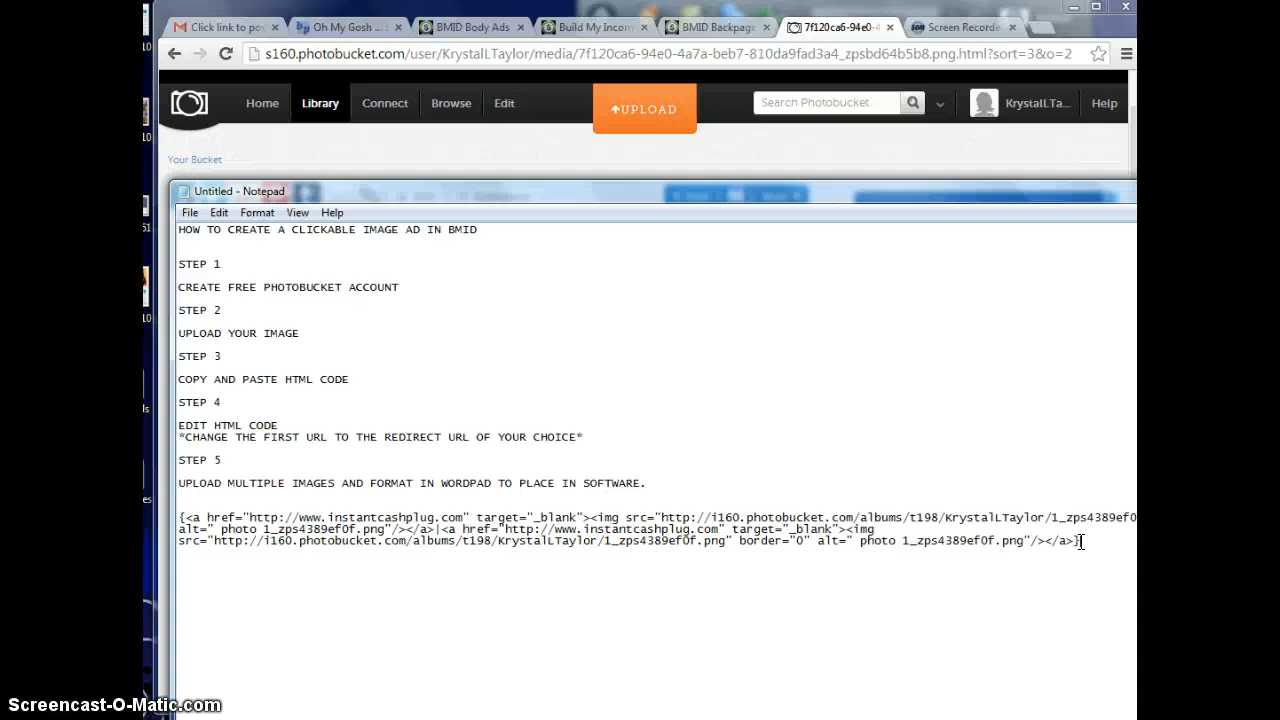 Click link to po
Oh My Gosh ...
BMID Body Ads
Build My Incom
BMID Backpage
7f120ca6-94e0-4
Screen Recorde
s160.photobucket.com/user/KrystalLTaylor/media/7f120ca6-94e0-4a7a-beb7-810da9fad3a4_zpsbd64b5b8.png.html?sort=3&o=2
Home Library Connect Browse Edit UPLOAD Search Photobucket KrystalLTa... Help
Your Bucket
Untitled - Notepad
File Edit Format View Help
HOW TO CREATE A CLICKABLE IMAGE AD IN BMID
STEP 1
CREATE FREE PHOTOBUCKET ACCOUNT
STEP 2
UPLOAD YOUR IMAGE
STEP 3
COPY AND PASTE HTML CODE
STEP 4
EDIT HTML CODE
*CHANGE THE FIRST URL TO THE REDIRECT URL OF YOUR CHOICE*
STEP 5
UPLOAD MULTIPLE IMAGES AND FORMAT IN WORDPAD TO PLACE IN SOFTWARE.
{<a href="http://www.instantcashplug.com" target="_blank"><img src="http://i160.photobucket.com/albums/t198/KrystalLTaylor/1_zps4389ef0
alt=" photo 1_zps4389ef0f.png"/></a>|<a href="http://www.instantcashplug.com" target="_blank"><img
src="http://i160.photobucket.com/albums/t198/KrystalLTaylor/1_zps4389ef0f.png" border="0" alt=" photo 1_zps4389ef0f.png"/></a>}
10
10
51
10
ds
es
Screencast-O-Matic.com